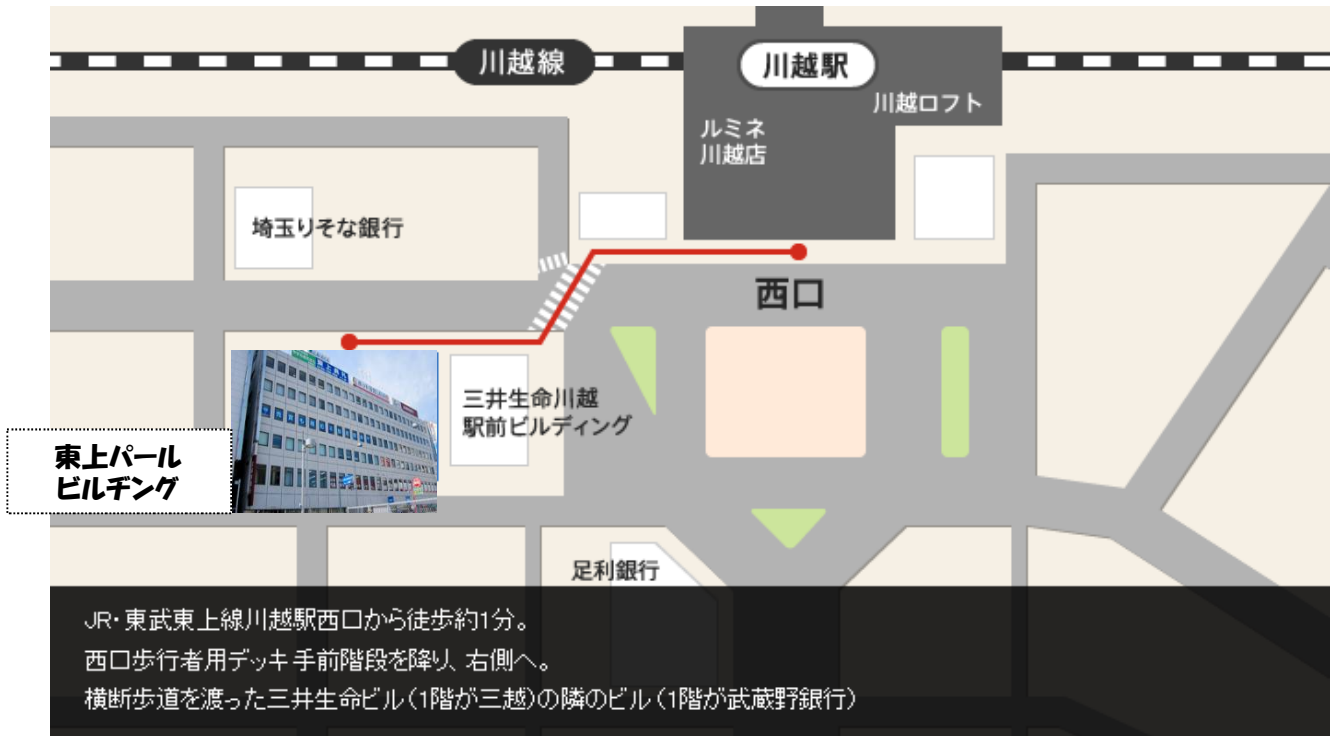 川越線
川越駅
川越ロフト
ルミネ
川越店
埼玉りそな銀行
西口
三井生命川越
駅前ビルディング
東上パール
ビルヂング
足利銀行
JR・東武東上線川越駅西口から徒歩約1分。
西口歩行者用デッキ手前階段を降り、右側へ。
横断歩道を渡った三井生命ビル(1階が三越)の隣のビル(1階が武蔵野銀行)